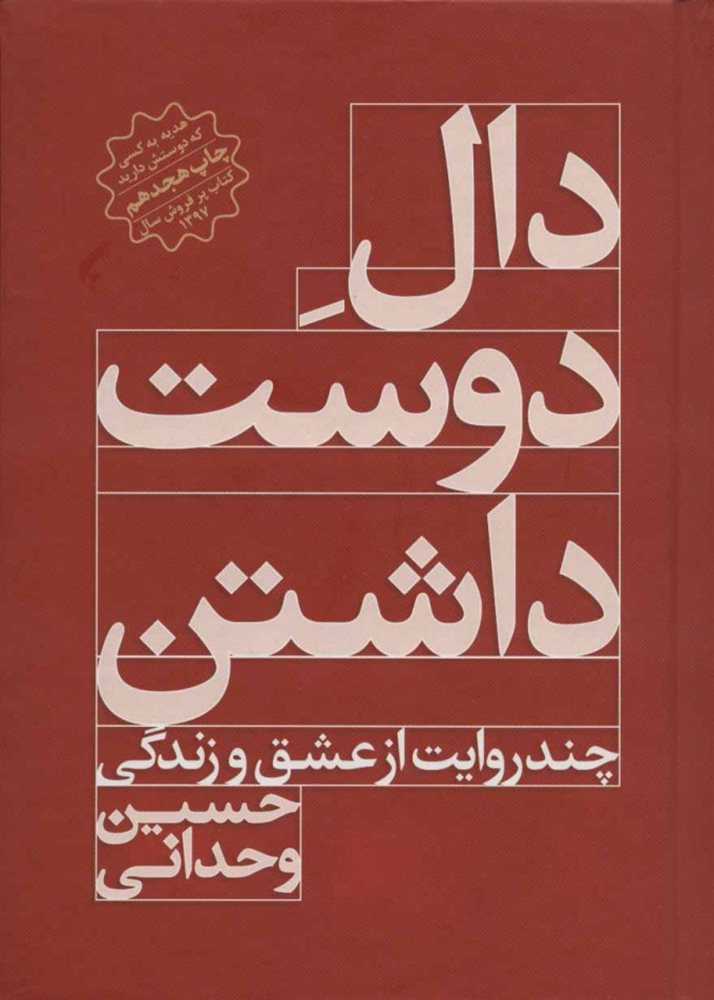 دالِ
دوست
داشتن
چند روایت از عشق و زندگی
حسین
وحدانی
هدیه به کسی
که دوستش دارید
چاپ هجدهم
کتاب پر فروش سال
۱۳۹۷